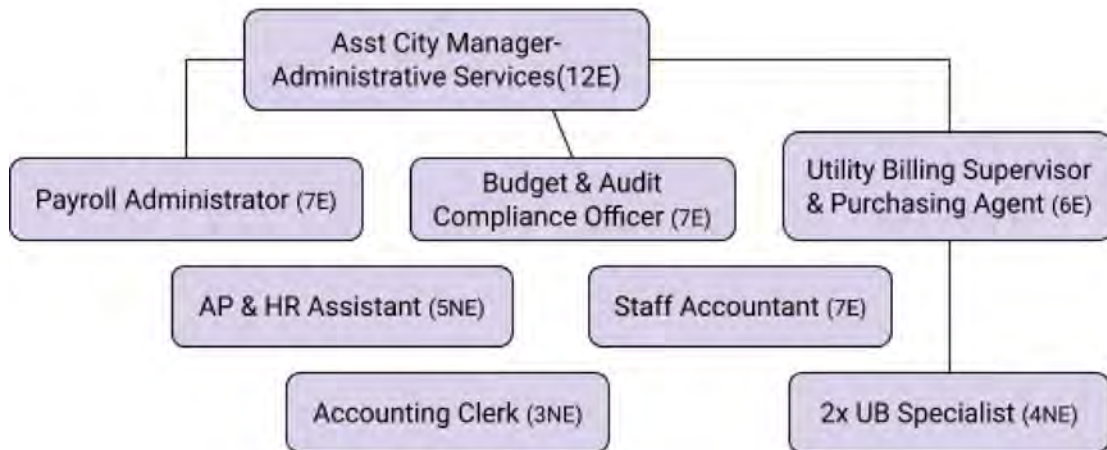 Asst City Manager-
Administrative Services(12E)
Payroll Administrator (7E)
Budget & Audit
Compliance Officer (7E)
Utility Billing Supervisor
& Purchasing Agent (6E)
AP & HR Assistant (5NE)
Staff Accountant (7E)
Accounting Clerk (3NE)
2x UB Specialist (4NE)